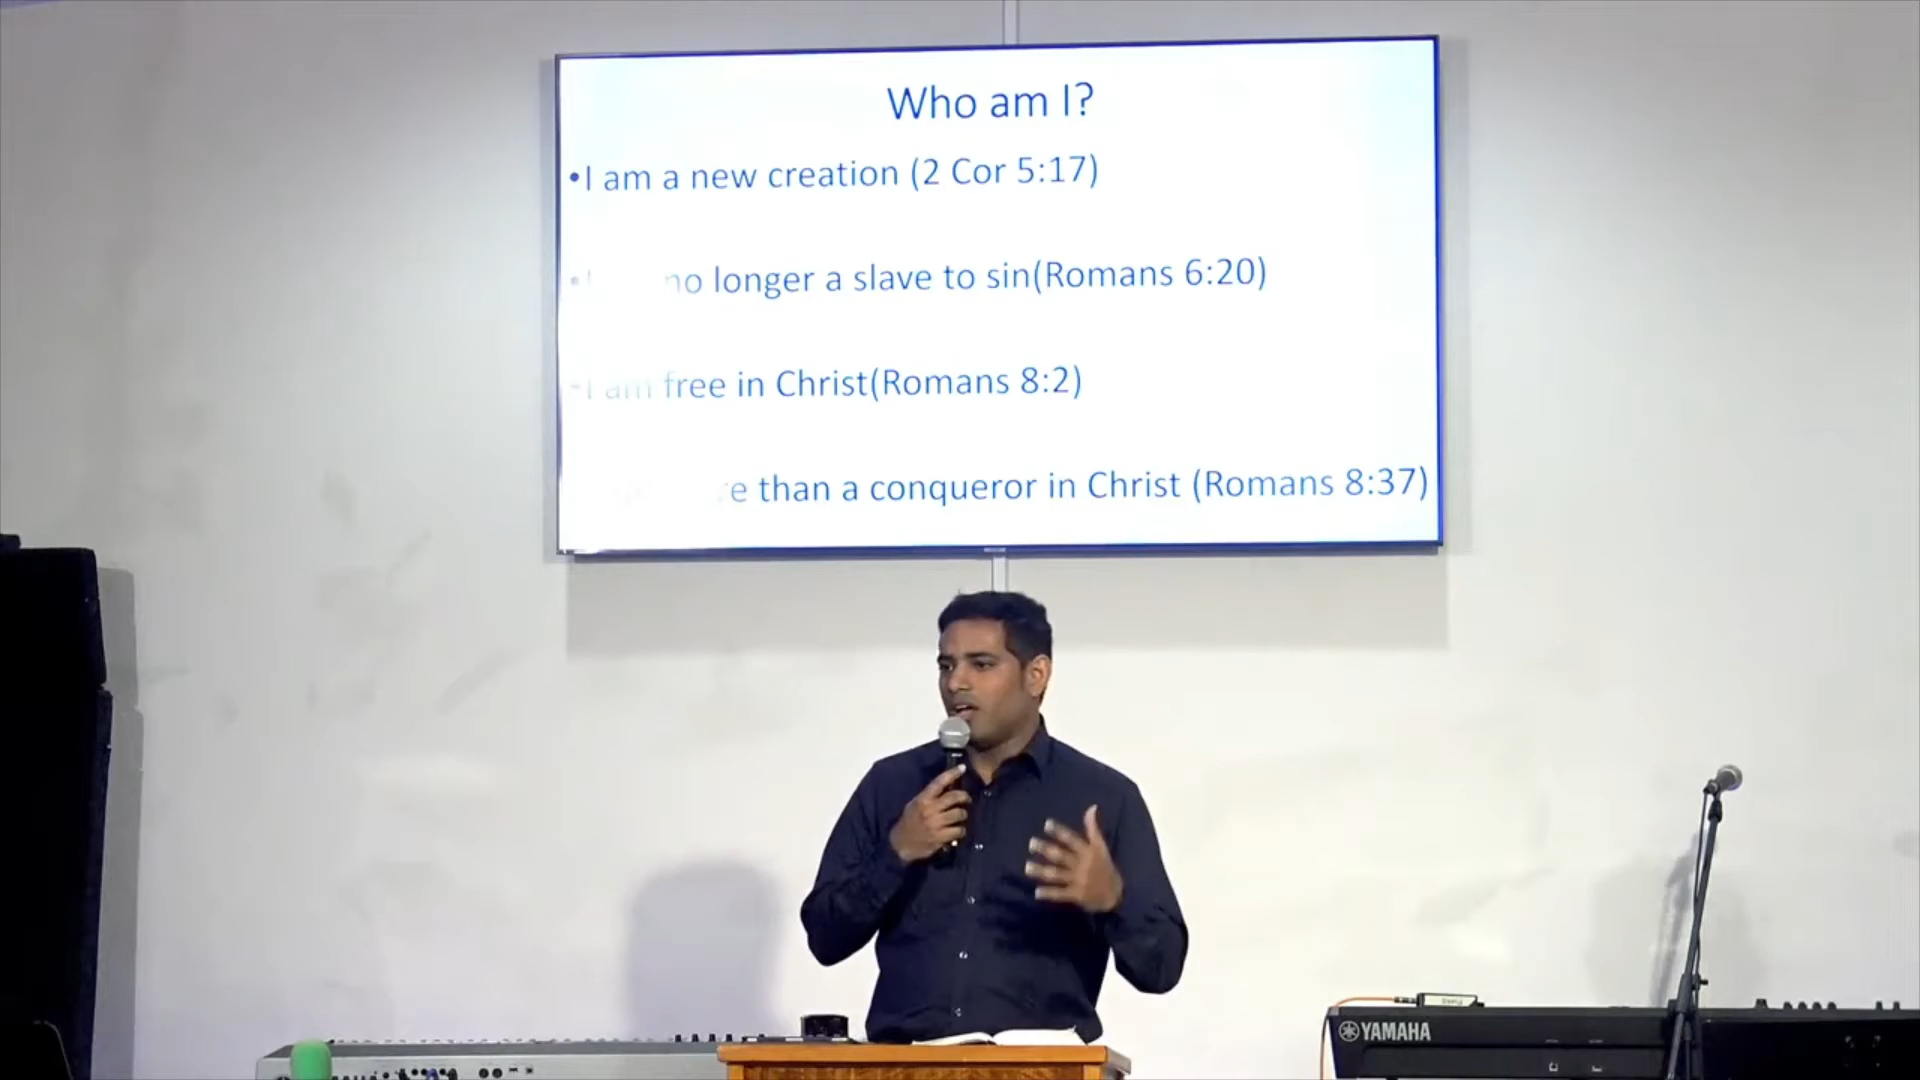 Who am I?
•I am a new creation (2 Cor 5:17)
no longer a slave to sin(Romans 6:20)
•I am free in Christ(Romans 8:2)
than a conqueror in Christ (Romans 8:37)
YAMAHA